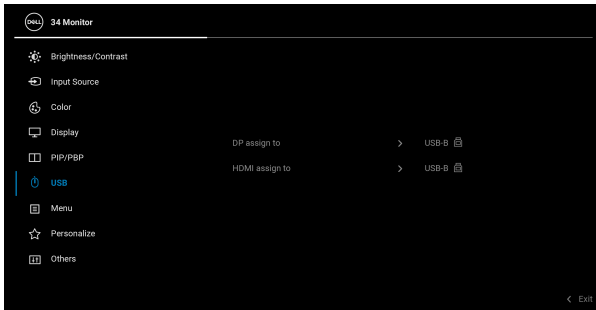 DELL 34 Monitor
Brightness/Contrast
Input Source
Color
Display
DP assign to > USB-B
PIP/PBP
HDMI assign to > USB-B
USB
Menu
Personalize
Others
< Exit